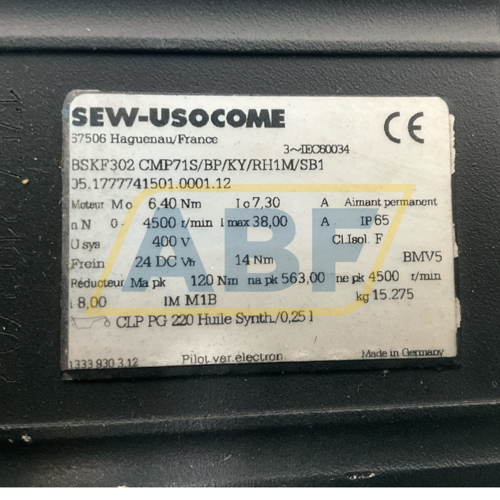 SEW-USOCOME
67506 Haguenau/France
CE
3~IEC60034
BSKF302 CMP71S/BP/KY/RH1M/SB1
05.1777741501.0001.12
Moteur Mo 6,40 Nm Io 7,30 A Aimant permanent
nN 0- 4500 r/min Imax 38,00 A IP 65
Usys 400 V Cl.Isol. F
Frein 24 DC Vfr 14 Nm BMV5
Réducteur Ma pk 120 Nm na pk 563,00 ne pk 4500 r/min
i 8,00 IM M1B kg 15.275
CLP PG 220 Huile Synth./0,25 l
1333 930 3.12 Pilot var.electron. Made in Germany
ABF